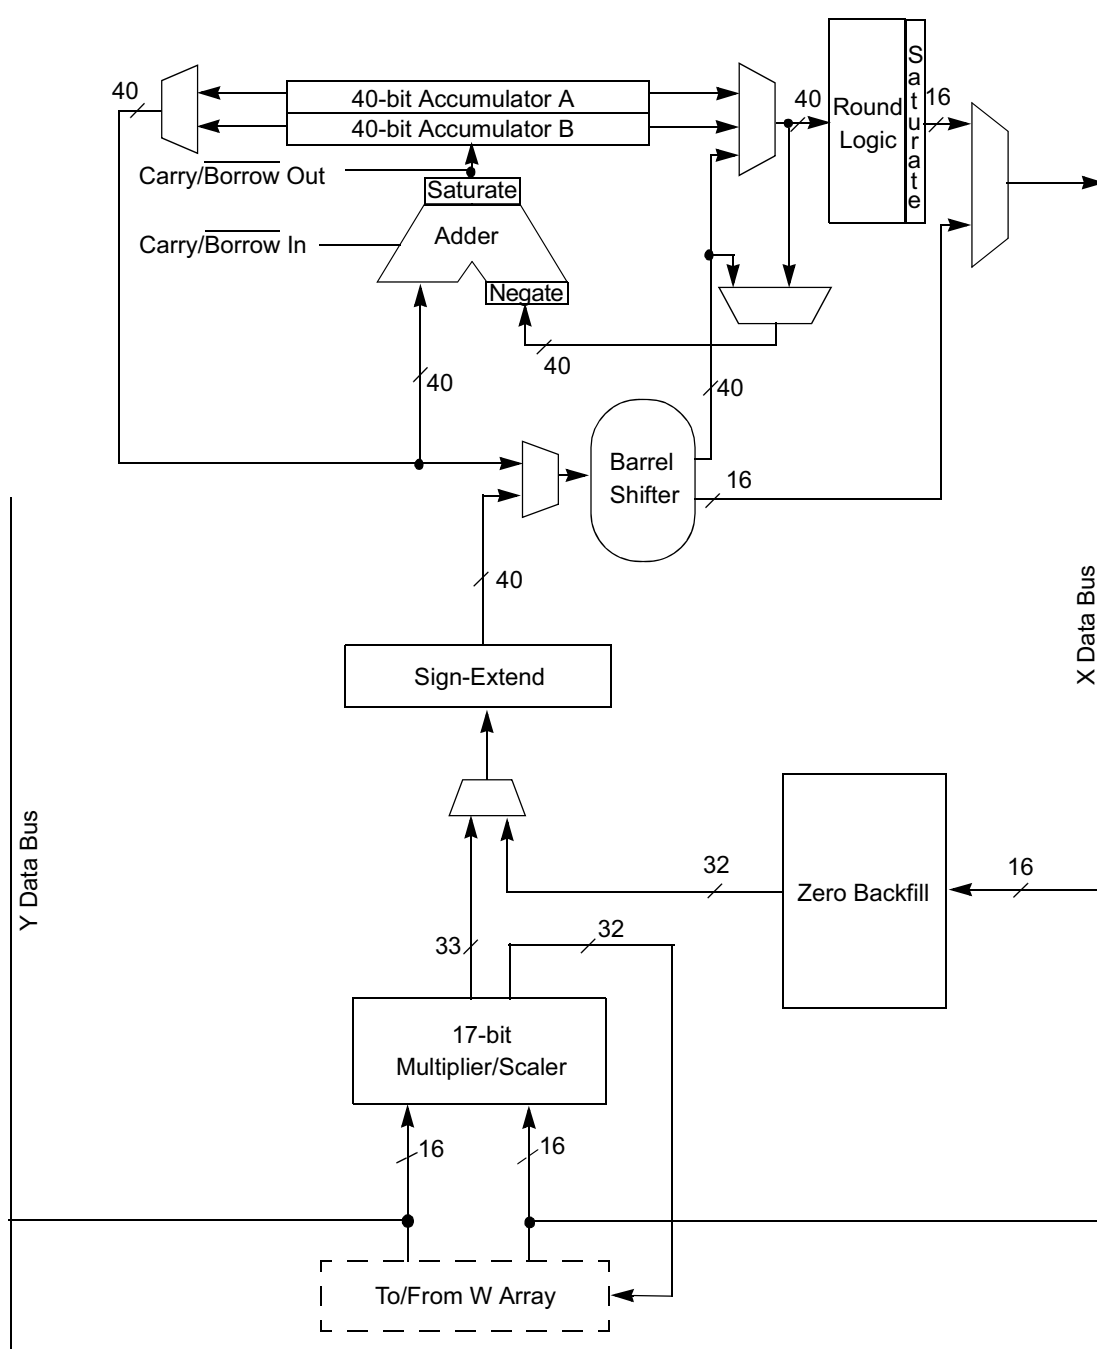 40
40-bit Accumulator A
40-bit Accumulator B
40
Round
Logic
Saturate
16
Carry/Borrow Out
Saturate
Carry/Borrow In
Adder
Negate
40
40
40
Barrel
Shifter
16
40
X Data Bus
Sign-Extend
Y Data Bus
32
Zero Backfill
16
33
32
17-bit
Multiplier/Scaler
16
16
To/From W Array